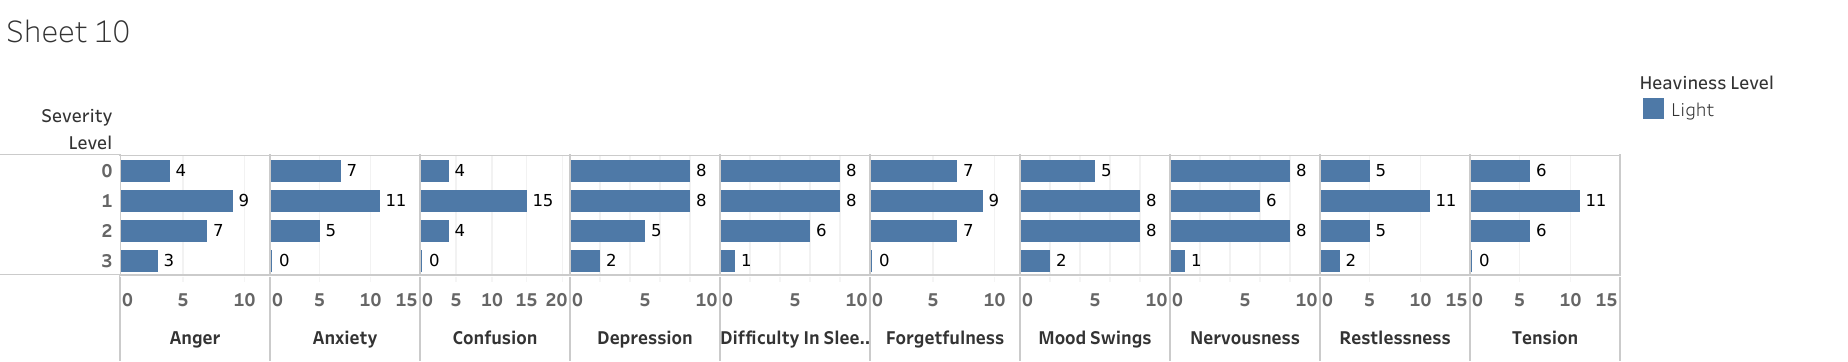 Sheet 10
Heaviness Level
Light
Severity
Level
0 4 7 4 8 8 7 5 8 5 6
1 9 11 15 8 8 9 8 6 11 11
2 7 5 4 5 6 7 8 8 5 6
3 3 0 0 2 1 0 2 1 2 0
0 5 10 0 5 10 15 0 5 10 15 20 0 5 10 0 5 10 0 5 10 0 5 10 0 5 10 0 5 10 15 0 5 10 15
Anger Anxiety Confusion Depression Difficulty In Slee.. Forgetfulness Mood Swings Nervousness Restlessness Tension